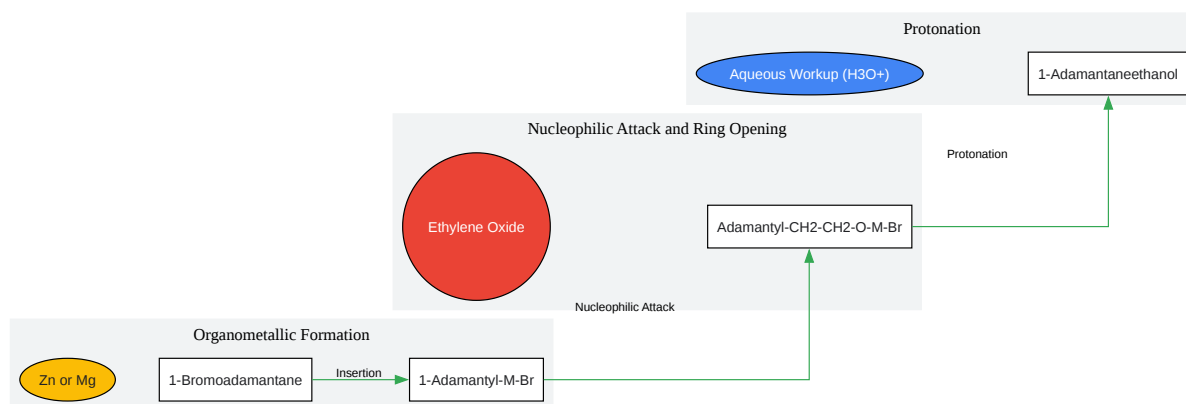 Protonation
Aqueous Workup (H3O+)
1-Adamantaneethanol
Nucleophilic Attack and Ring Opening
Protonation
Ethylene Oxide
Adamantyl-CH2-CH2-O-M-Br
Nucleophilic Attack
Organometallic Formation
Zn or Mg
1-Bromoadamantane
Insertion
1-Adamantyl-M-Br